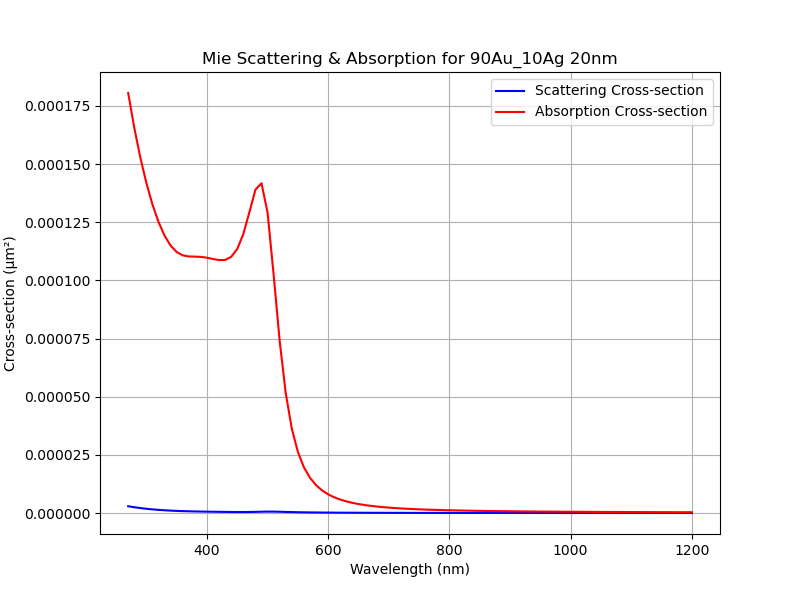 Mie Scattering & Absorption for 90Au_10Ag 20nm
Scattering Cross-section
Absorption Cross-section
Cross-section (µm²)
0.000175
0.000150
0.000125
0.000100
0.000075
0.000050
0.000025
0.000000
400 600 800 1000 1200
Wavelength (nm)